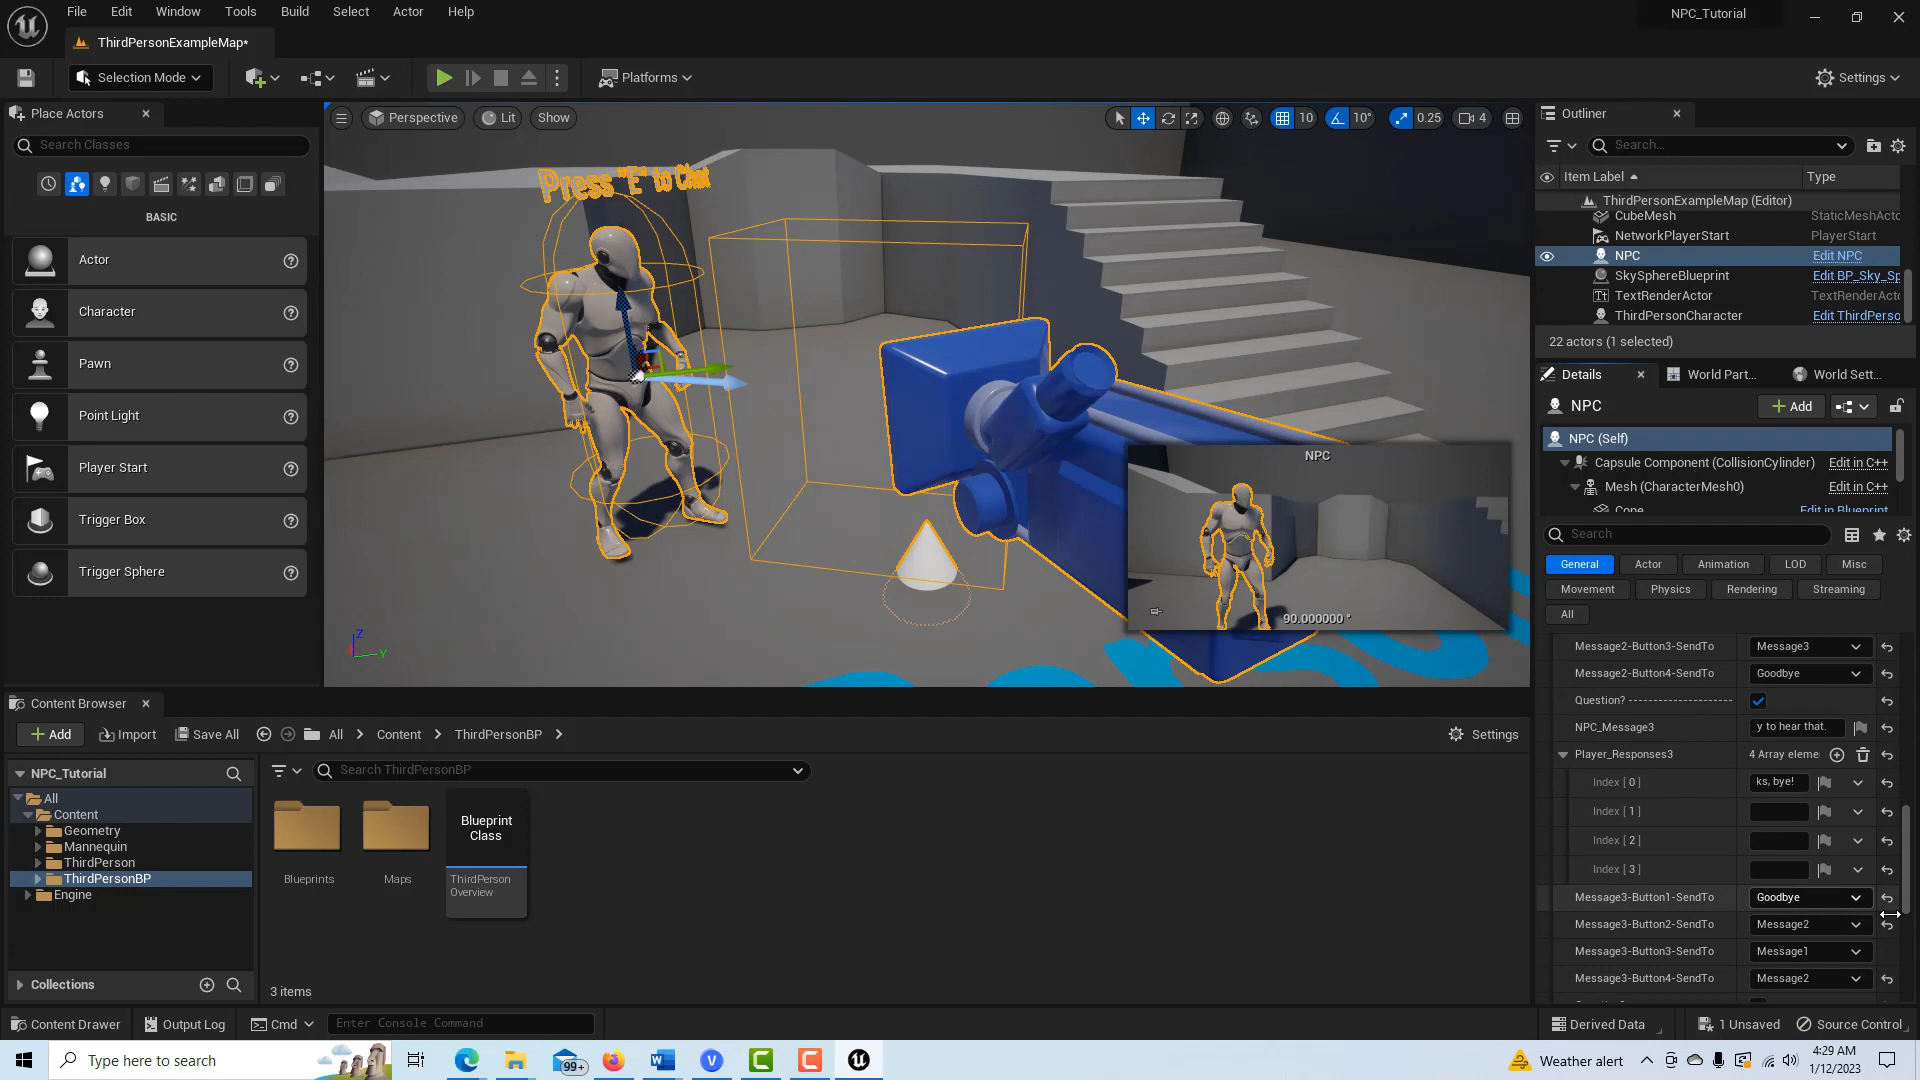 File Edit Window Tools Build Select Actor Help
NPC_Tutorial
ThirdPersonExampleMap*
Selection Mode
Platforms
Settings
Place Actors
Search Classes
BASIC
Actor
Character
Pawn
Point Light
Player Start
Trigger Box
Trigger Sphere
Perspective
Lit
Show
10
10°
0.25
4
Press "E" to Chat
NPC
90.000000 °
Z
Y
Outliner
Search...
Item Label
Type
ThirdPersonExampleMap (Editor)
CubeMesh StaticMeshActo
NetworkPlayerStart PlayerStart
NPC Edit NPC
SkySphereBlueprint Edit BP_Sky_Sp
TextRenderActor TextRenderActo
ThirdPersonCharacter Edit ThirdPerso
22 actors (1 selected)
Details
World Part...
World Sett...
NPC
Add
NPC (Self)
Capsule Component (CollisionCylinder) Edit in C++
Mesh (CharacterMesh0) Edit in C++
Cone Edit in Blueprint
Search
General Actor Animation LOD Misc
Movement Physics Rendering Streaming
All
Message2-Button3-SendTo Message3
Message2-Button4-SendTo Goodbye
Question? -----------------------
NPC_Message3 y to hear that.
Player_Responses3 4 Array eleme
Index [ 0 ] ks, bye!
Index [ 1 ]
Index [ 2 ]
Index [ 3 ]
Message3-Button1-SendTo Goodbye
Message3-Button2-SendTo Message2
Message3-Button3-SendTo Message1
Message3-Button4-SendTo Message2
Content Browser
Add
Import
Save All
All
Content
ThirdPersonBP
Settings
NPC_Tutorial
All
Content
Geometry
Mannequin
ThirdPerson
ThirdPersonBP
Engine
Collections
Search ThirdPersonBP
Blueprints
Maps
Blueprint
Class
ThirdPerson
Overview
3 items
Content Drawer
Output Log
Cmd
Enter Console Command
Derived Data
1 Unsaved
Source Control
Type here to search
99+
Weather alert
4:29 AM
1/12/2023